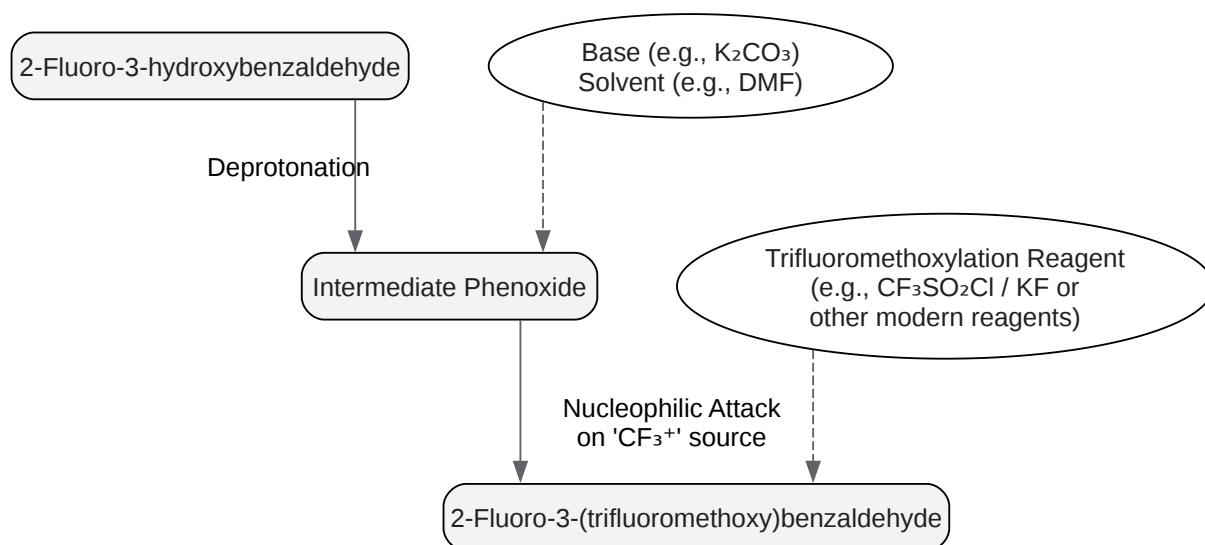 2-Fluoro-3-hydroxybenzaldehyde
Base (e.g., K₂CO₃)
Solvent (e.g., DMF)
Deprotonation
Intermediate Phenoxide
Trifluoromethoxylation Reagent
(e.g., CF₃SO₂Cl / KF or
other modern reagents)
Nucleophilic Attack
on 'CF₃⁺' source
2-Fluoro-3-(trifluoromethoxy)benzaldehyde